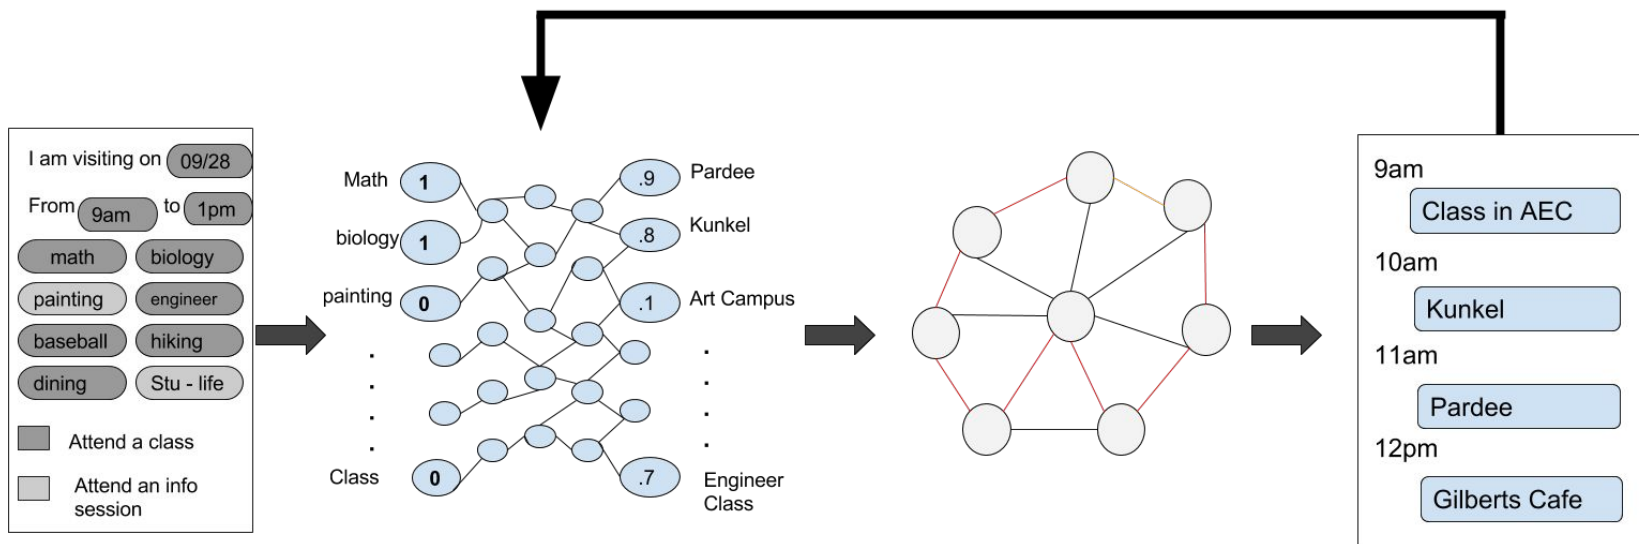 I am visiting on 09/28
From 9am to 1pm
math biology
painting engineer
baseball hiking
dining Stu - life
Attend a class
Attend an info
session
Math 1
biology 1
painting 0
.
.
.
.
Class 0
.9 Pardee
.8 Kunkel
.1 Art Campus
.
.
.
.
.7 Engineer
Class
9am
Class in AEC
10am
Kunkel
11am
Pardee
12pm
Gilberts Cafe